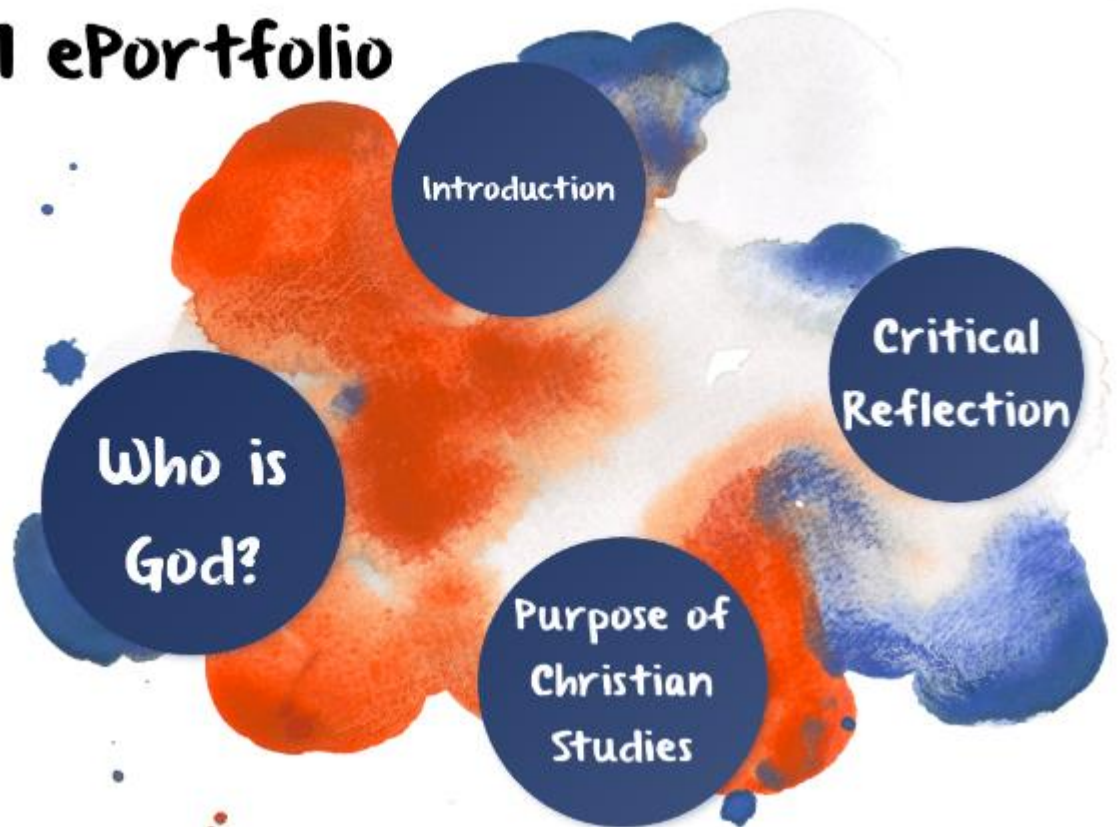 ePortfolio
Introduction
Critical
Reflection
Who is
God?
Purpose of
Christian
Studies